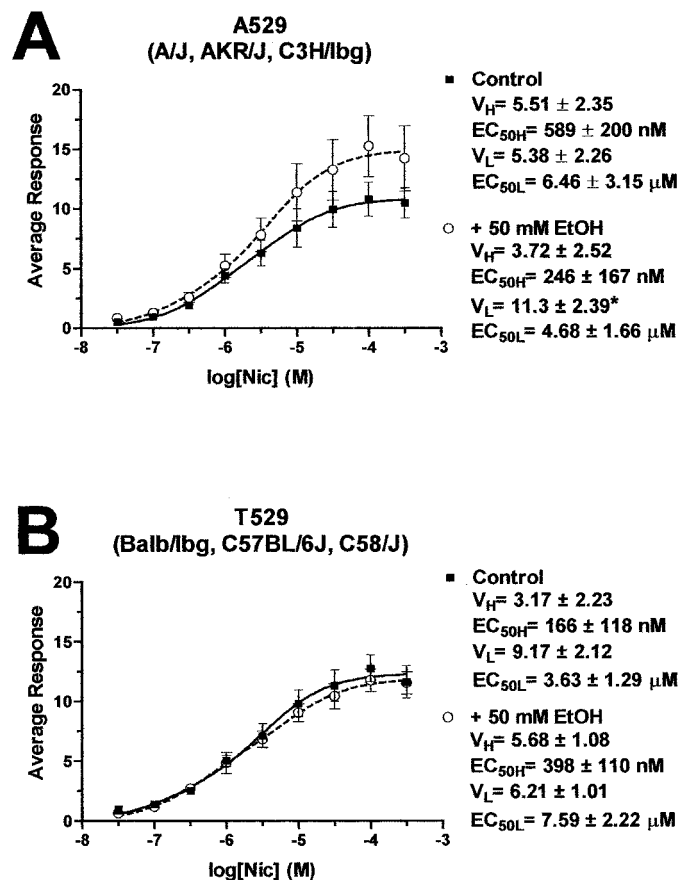 A
A529
(A/J, AKR/J, C3H/Ibg)
20
15
10
5
0
Average Response
-8
-7
-6
-5
-4
-3
log[Nic] (M)
■ Control
V_H= 5.51 ± 2.35
EC_50H= 589 ± 200 nM
V_L= 5.38 ± 2.26
EC_50L= 6.46 ± 3.15 µM
○ + 50 mM EtOH
V_H= 3.72 ± 2.52
EC_50H= 246 ± 167 nM
V_L= 11.3 ± 2.39*
EC_50L= 4.68 ± 1.66 µM
B
T529
(Balb/Ibg, C57BL/6J, C58/J)
20
15
10
5
0
Average Response
-8
-7
-6
-5
-4
-3
log[Nic] (M)
■ Control
V_H= 3.17 ± 2.23
EC_50H= 166 ± 118 nM
V_L= 9.17 ± 2.12
EC_50L= 3.63 ± 1.29 µM
○ + 50 mM EtOH
V_H= 5.68 ± 1.08
EC_50H= 398 ± 110 nM
V_L= 6.21 ± 1.01
EC_50L= 7.59 ± 2.22 µM